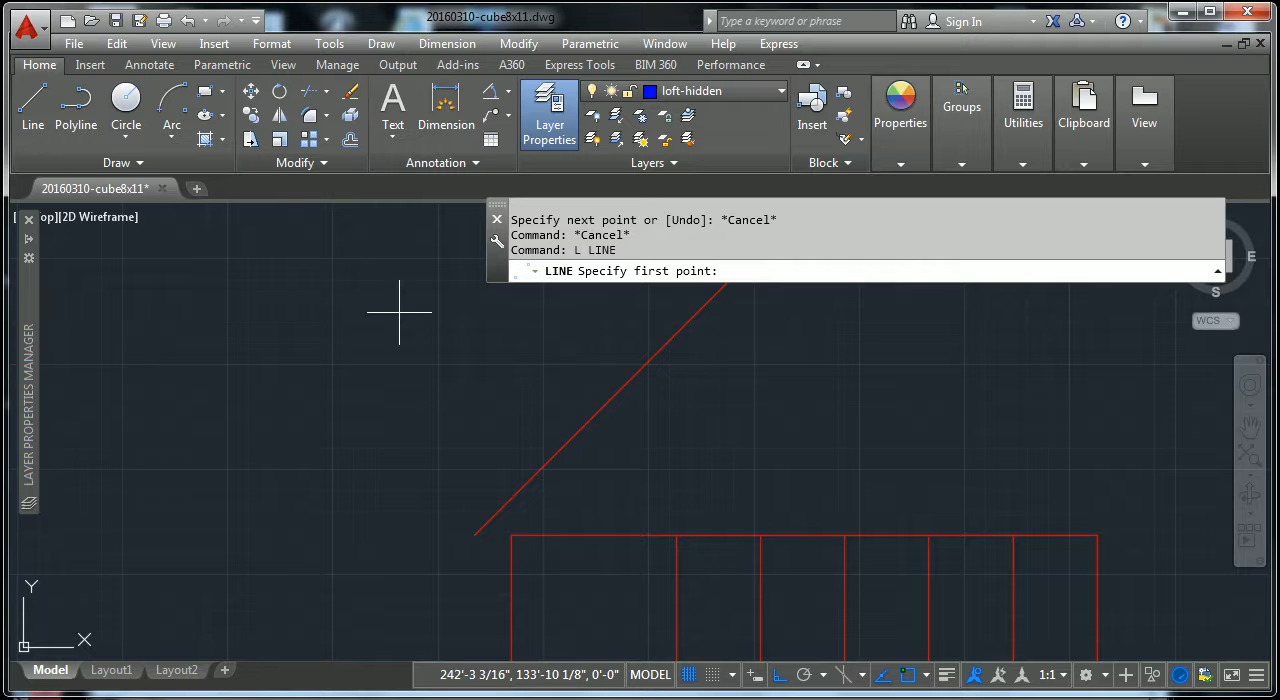 20160310-cube8x11.dwg
Type a keyword or phrase
Sign In
File Edit View Insert Format Tools Draw Dimension Modify Parametric Window Help Express
Home Insert Annotate Parametric View Manage Output Add-ins A360 Express Tools BIM 360 Performance
loft-hidden
Line Polyline Circle Arc Text Dimension Layer Properties Insert Properties Groups Utilities Clipboard View
Draw Modify Annotation Layers Block
20160310-cube8x11*
[ op][2D Wireframe]
Specify next point or [Undo]: *Cancel*
Command: *Cancel*
Command: L LINE
LINE Specify first point:
E
S
WCS
LAYER PROPERTIES MANAGER
Y
X
Model Layout1 Layout2
242'-3 3/16", 133'-10 1/8", 0'-0" MODEL 1:1